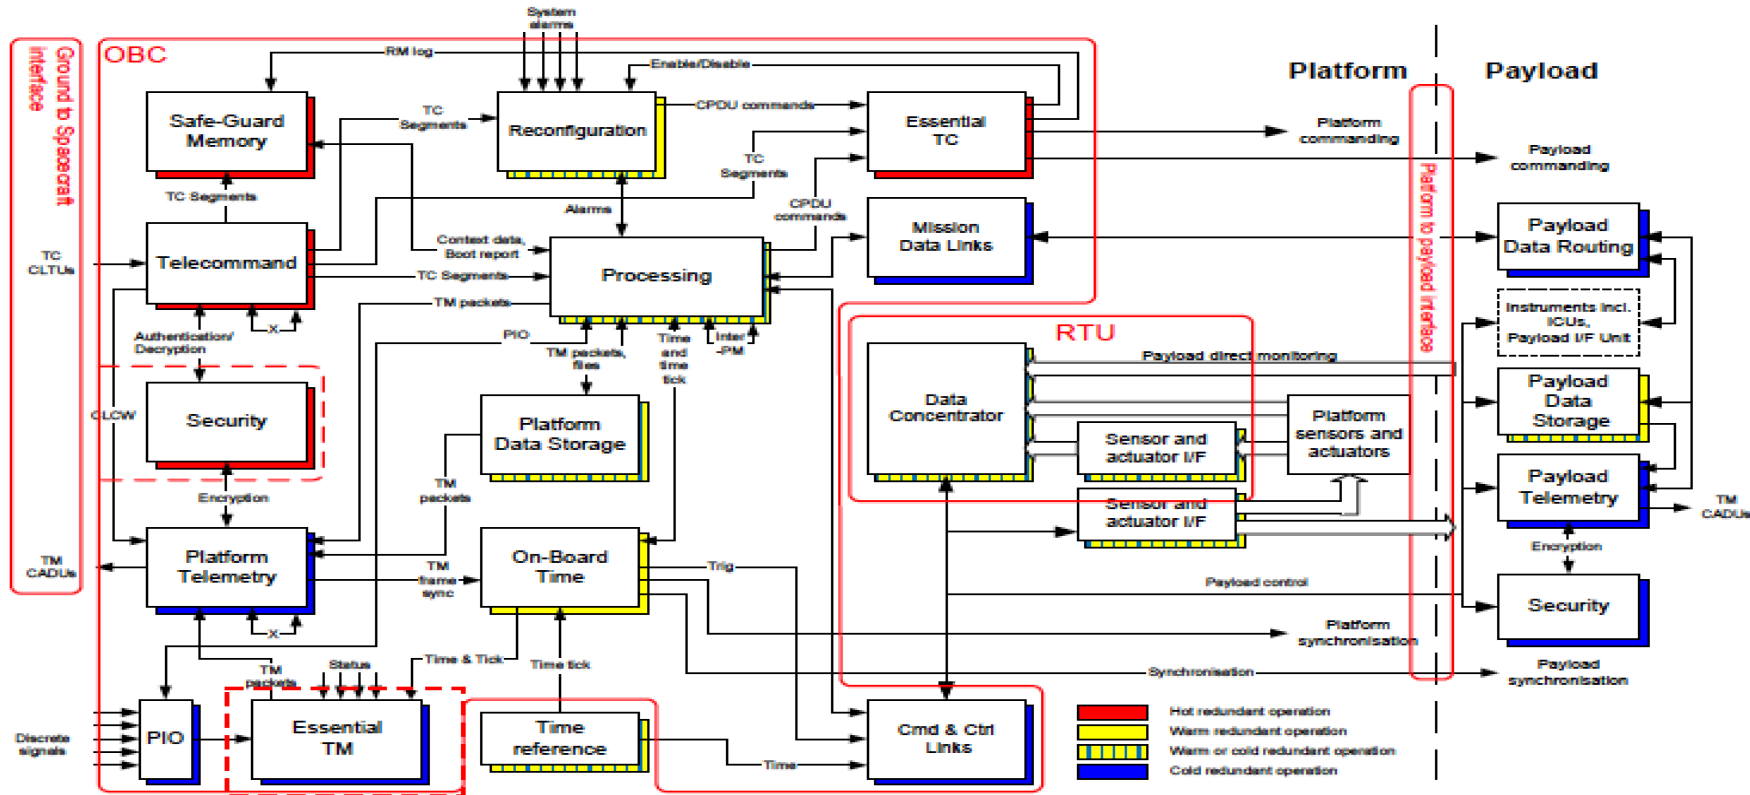 System
alarms
OBC
RM log
Enable/Disable
Platform
Payload
Ground to Spacecraft
interface
Safe-Guard
Memory
TC
Segments
Reconfiguration
CPDU commands
Essential
TC
Platform
commanding
Payload
commanding
TC
Segments
TC Segments
Alarms
CPDU
commands
Mission
Data Links
Platform to payload interface
Payload
Data Routing
TC
CLTUs
Telecommand
Context data,
Boot report
TC Segments
Processing
TM packets
X
Authentication/
Decryption
PIO
TM packets,
files
Time
and
time
tick
Inter
-PM
RTU
Instruments incl.
ICUs,
Payload I/F Unit
Payload direct monitoring
Security
CLCW
Platform
Data Storage
Data
Concentrator
Sensor and
actuator I/F
Platform
sensors and
actuators
Payload
Data
Storage
Encryption
TM
packets
Sensor and
actuator I/F
Payload
Telemetry
TM
CADUs
TM
CADUs
Platform
Telemetry
TM
frame
sync
On-Board
Time
Trig
Encryption
Payload control
Security
X
Platform
synchronisation
TM
packets
Status
Time & Tick
Time tick
Synchronisation
Payload
synchronisation
Discrete
signals
PIO
Essential
TM
Time
reference
Time
Cmd & Ctrl
Links
Hot redundant operation
Warm redundant operation
Warm or cold redundant operation
Cold redundant operation